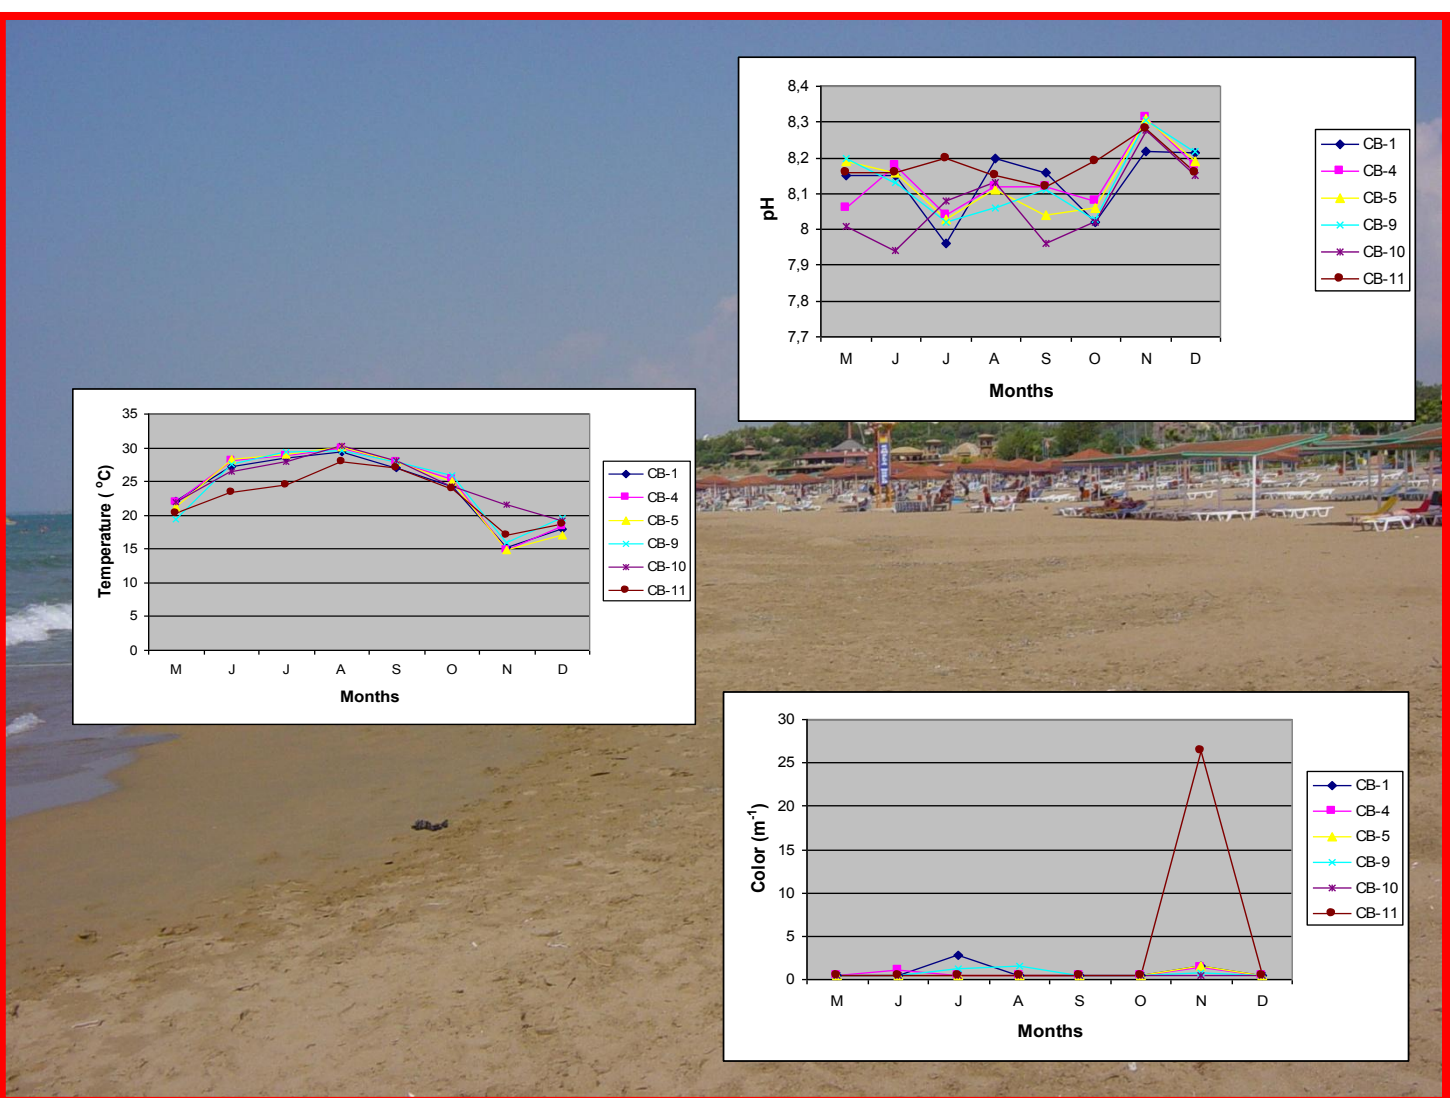 8,4
8,3
8,2
8,1
8
7,9
7,8
7,7
pH
M J J A S O N D
Months
CB-1
CB-4
CB-5
CB-9
CB-10
CB-11
35
30
25
20
15
10
5
0
Temperature ( °C)
M J J A S O N D
Months
CB-1
CB-4
CB-5
CB-9
CB-10
CB-11
30
25
20
15
10
5
0
Color (m⁻¹)
M J J A S O N D
Months
CB-1
CB-4
CB-5
CB-9
CB-10
CB-11